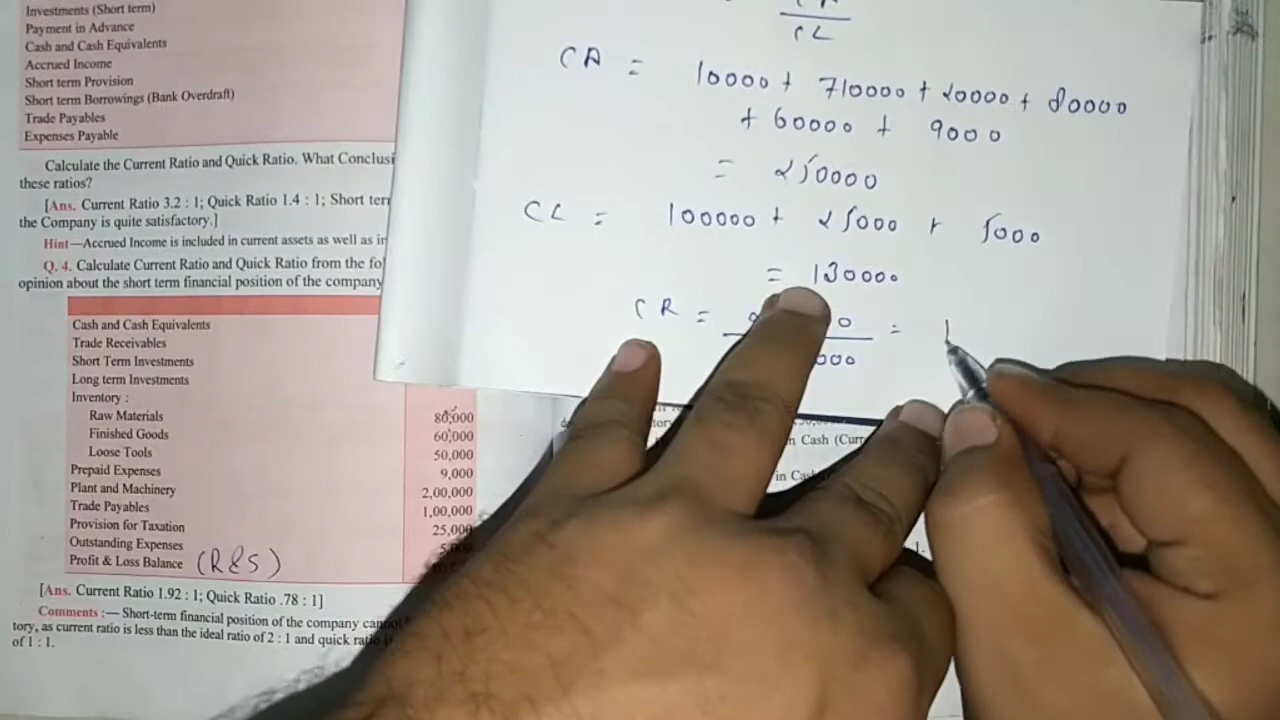 Investments (Short term)
Payment in Advance
Cash and Cash Equivalents
Accrued Income
Short term Provision
Short term Borrowings (Bank Overdraft)
Trade Payables
Expenses Payable
Calculate the Current Ratio and Quick Ratio. What
these ratios?
[Ans. Current Ratio 3.2 : 1; Quick Ratio 1.4 : 1; Short
the Company is quite satisfactory.]
Hint—Accrued Income is included in current assets as well as
Q. 4. Calculate Current Ratio and Quick Ratio from the
opinion about the short term financial position of the company
Cash and Cash Equivalents
Trade Receivables
Short Term Investments
Long term Investments
Inventory :
Raw Materials 80,000
Finished Goods 60,000
Loose Tools 50,000
Prepaid Expenses 9,000
Plant and Machinery 2,00,000
Trade Payables 1,00,000
Provision for Taxation 25,000
Outstanding Expenses
Profit & Loss Balance (R&S)
[Ans. Current Ratio 1.92 : 1; Quick Ratio .78 : 1]
Comments :— Short-term financial position of the company
tory, as current ratio is less than the ideal ratio of 2 : 1 and quick
of 1 : 1.
CL
CA = 10000 + 710000 + 20000 + 80000
+ 60000 + 9000
= 250000
CL = 100000 + 25000 + 5000
= 130000
CR = =
in Cash (Curr